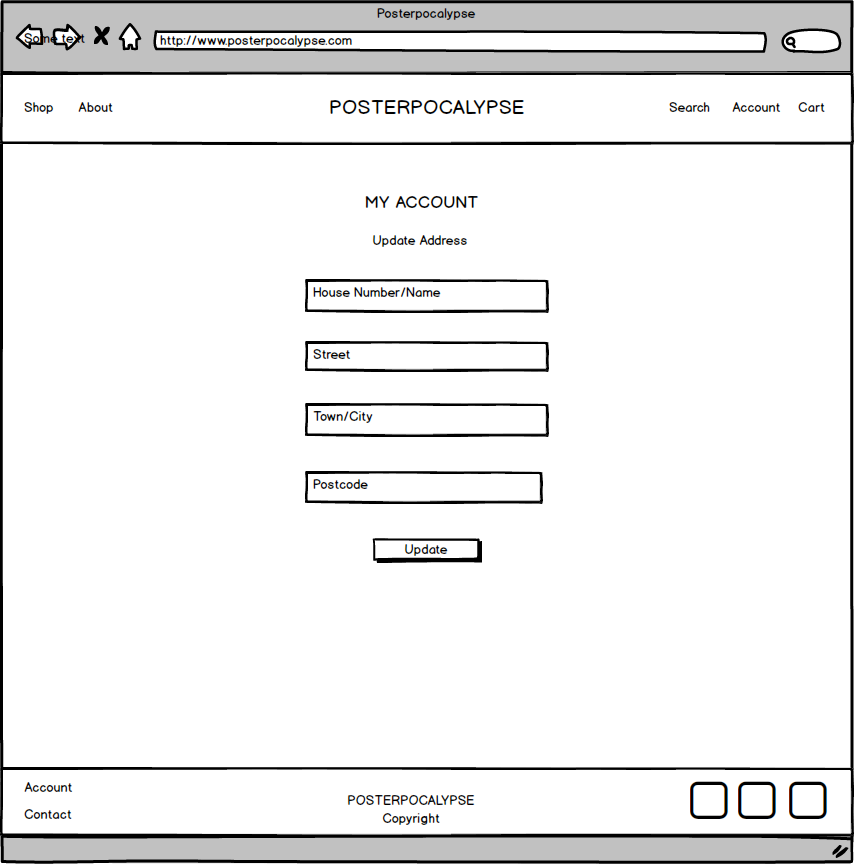 Posterpocalypse
Some text
http://www.posterpocalypse.com
Shop About POSTERPOCALYPSE Search Account Cart
MY ACCOUNT
Update Address
House Number/Name
Street
Town/City
Postcode
Update
Account
Contact
POSTERPOCALYPSE
Copyright